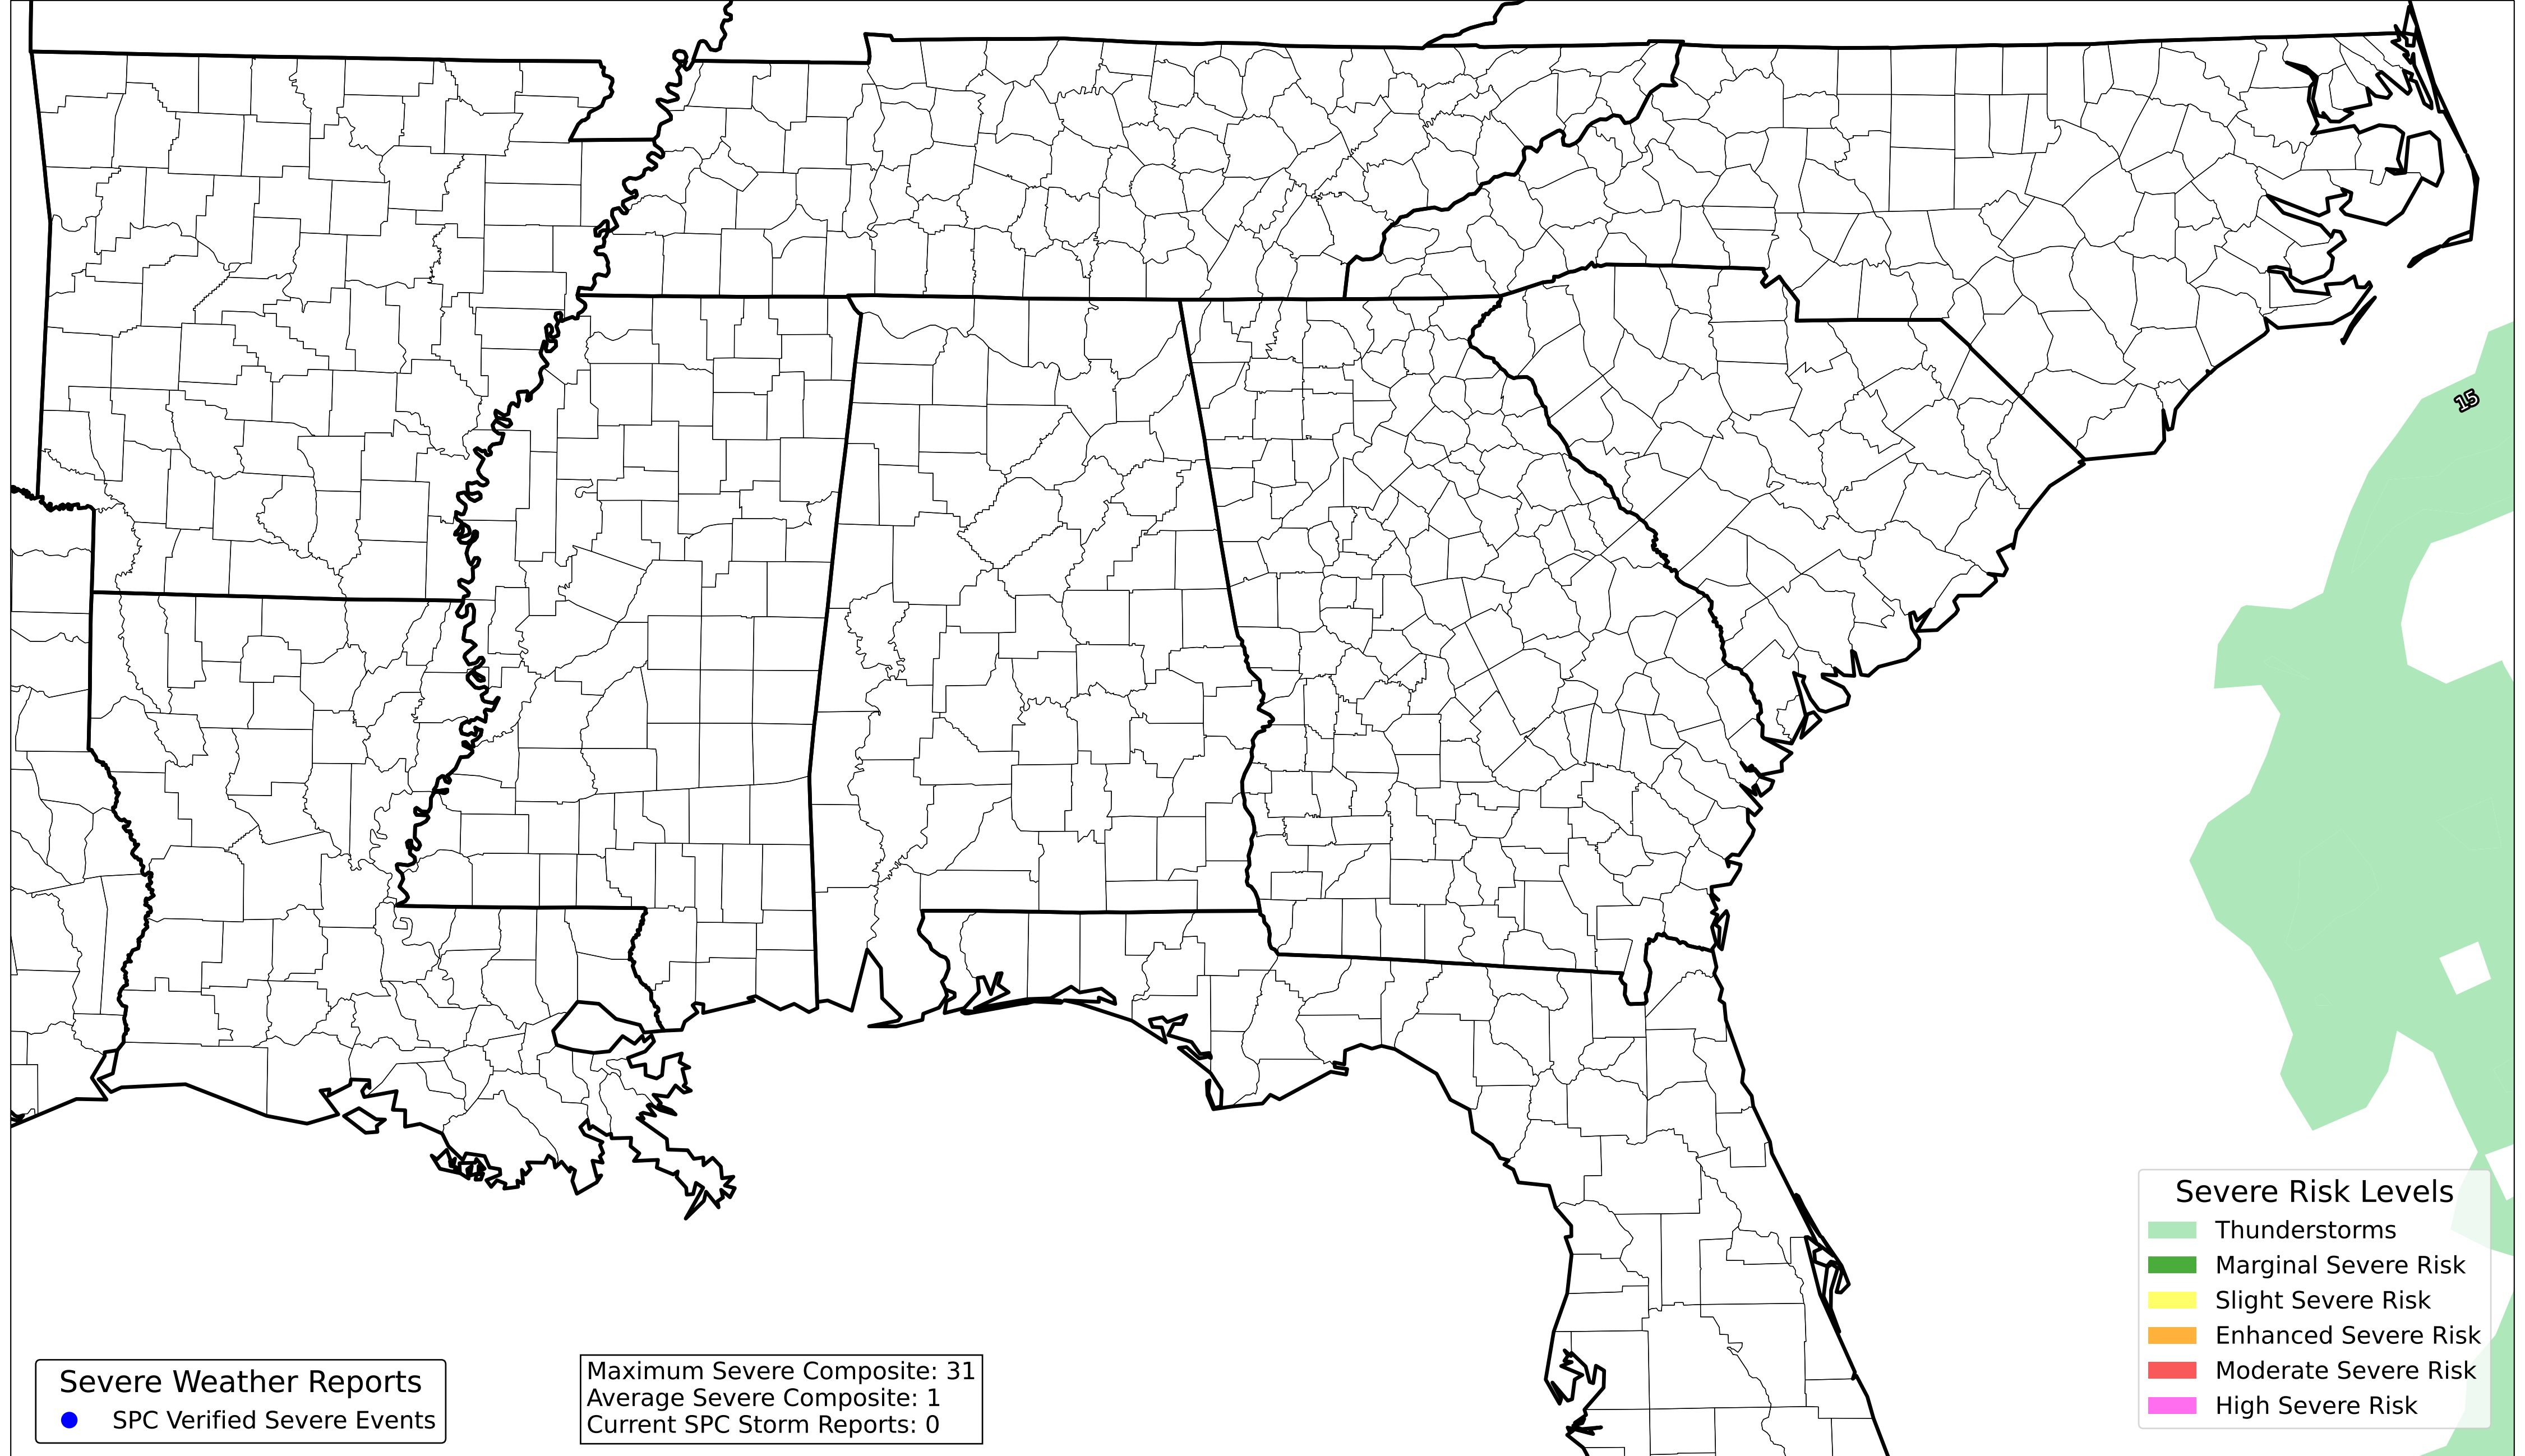 15
Severe Risk Levels
Thunderstorms
Marginal Severe Risk
Slight Severe Risk
Enhanced Severe Risk
Moderate Severe Risk
High Severe Risk
Severe Weather Reports
SPC Verified Severe Events
Maximum Severe Composite: 31
Average Severe Composite: 1
Current SPC Storm Reports: 0